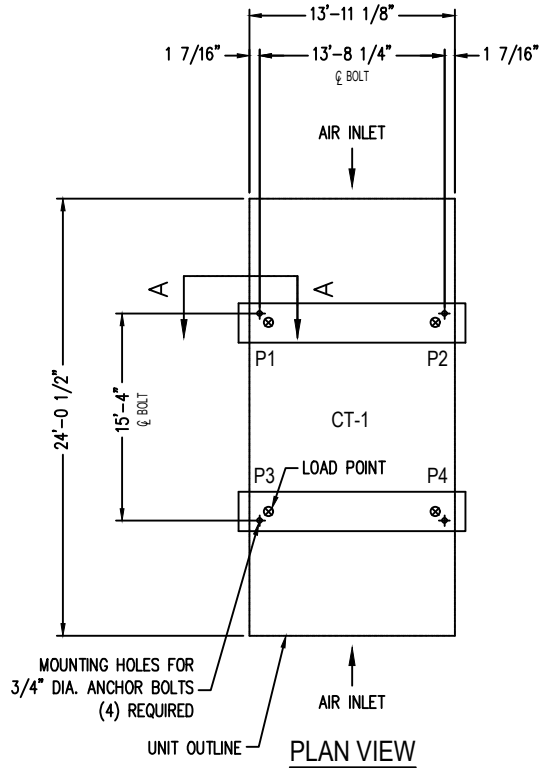 13'-11 1/8"
1 7/16"
13'-8 1/4"
1 7/16"
℄ BOLT
AIR INLET
A
A
P1
P2
24'-0 1/2"
15'-4"
℄ BOLT
CT-1
P3
LOAD POINT
P4
MOUNTING HOLES FOR
3/4" DIA. ANCHOR BOLTS
(4) REQUIRED
AIR INLET
UNIT OUTLINE
PLAN VIEW